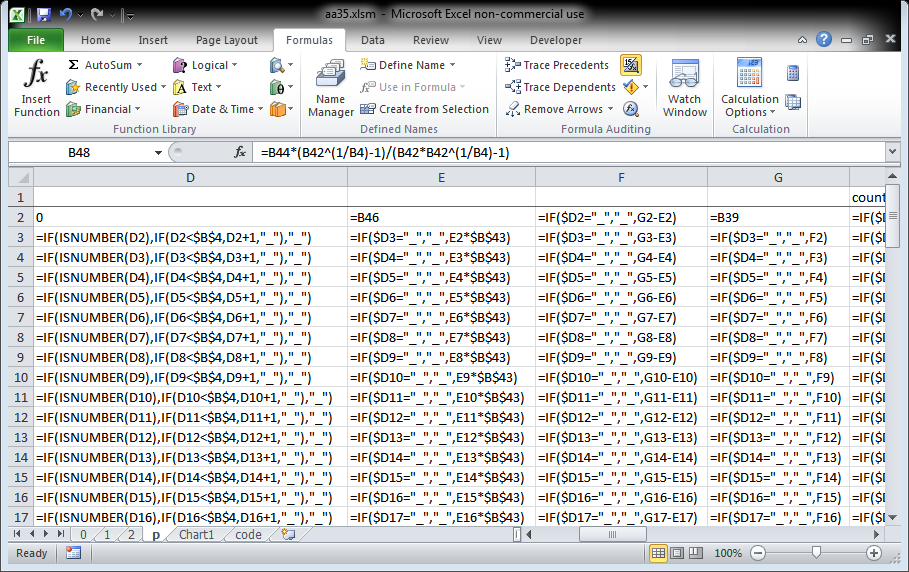 aa35.xlsm - Microsoft Excel non-commercial use
File Home Insert Page Layout Formulas Data Review View Developer
Insert Function
Σ AutoSum
Recently Used
Financial
Logical
Text
Date & Time
Function Library
Name Manager
Define Name
Use in Formula
Create from Selection
Defined Names
Trace Precedents
Trace Dependents
Remove Arrows
Formula Auditing
Watch Window
Calculation Options
Calculation
B48 fx =B44*(B42^(1/B4)-1)/(B42*B42^(1/B4)-1)
D E F G
1 count
2 0 =B46 =IF($D2="_","_",G2-E2) =B39 =IF($D
3 =IF(ISNUMBER(D2),IF(D2<$B$4,D2+1,"_"),"_") =IF($D3="_","_",E2*$B$43) =IF($D3="_","_",G3-E3) =IF($D3="_","_",F2) =IF($D
4 =IF(ISNUMBER(D3),IF(D3<$B$4,D3+1,"_"),"_") =IF($D4="_","_",E3*$B$43) =IF($D4="_","_",G4-E4) =IF($D4="_","_",F3) =IF($D
5 =IF(ISNUMBER(D4),IF(D4<$B$4,D4+1,"_"),"_") =IF($D5="_","_",E4*$B$43) =IF($D5="_","_",G5-E5) =IF($D5="_","_",F4) =IF($D
6 =IF(ISNUMBER(D5),IF(D5<$B$4,D5+1,"_"),"_") =IF($D6="_","_",E5*$B$43) =IF($D6="_","_",G6-E6) =IF($D6="_","_",F5) =IF($D
7 =IF(ISNUMBER(D6),IF(D6<$B$4,D6+1,"_"),"_") =IF($D7="_","_",E6*$B$43) =IF($D7="_","_",G7-E7) =IF($D7="_","_",F6) =IF($D
8 =IF(ISNUMBER(D7),IF(D7<$B$4,D7+1,"_"),"_") =IF($D8="_","_",E7*$B$43) =IF($D8="_","_",G8-E8) =IF($D8="_","_",F7) =IF($D
9 =IF(ISNUMBER(D8),IF(D8<$B$4,D8+1,"_"),"_") =IF($D9="_","_",E8*$B$43) =IF($D9="_","_",G9-E9) =IF($D9="_","_",F8) =IF($D
10 =IF(ISNUMBER(D9),IF(D9<$B$4,D9+1,"_"),"_") =IF($D10="_","_",E9*$B$43) =IF($D10="_","_",G10-E10) =IF($D10="_","_",F9) =IF($D
11 =IF(ISNUMBER(D10),IF(D10<$B$4,D10+1,"_"),"_") =IF($D11="_","_",E10*$B$43) =IF($D11="_","_",G11-E11) =IF($D11="_","_",F10) =IF($D
12 =IF(ISNUMBER(D11),IF(D11<$B$4,D11+1,"_"),"_") =IF($D12="_","_",E11*$B$43) =IF($D12="_","_",G12-E12) =IF($D12="_","_",F11) =IF($D
13 =IF(ISNUMBER(D12),IF(D12<$B$4,D12+1,"_"),"_") =IF($D13="_","_",E12*$B$43) =IF($D13="_","_",G13-E13) =IF($D13="_","_",F12) =IF($D
14 =IF(ISNUMBER(D13),IF(D13<$B$4,D13+1,"_"),"_") =IF($D14="_","_",E13*$B$43) =IF($D14="_","_",G14-E14) =IF($D14="_","_",F13) =IF($D
15 =IF(ISNUMBER(D14),IF(D14<$B$4,D14+1,"_"),"_") =IF($D15="_","_",E14*$B$43) =IF($D15="_","_",G15-E15) =IF($D15="_","_",F14) =IF($D
16 =IF(ISNUMBER(D15),IF(D15<$B$4,D15+1,"_"),"_") =IF($D16="_","_",E15*$B$43) =IF($D16="_","_",G16-E16) =IF($D16="_","_",F15) =IF($D
17 =IF(ISNUMBER(D16),IF(D16<$B$4,D16+1,"_"),"_") =IF($D17="_","_",E16*$B$43) =IF($D17="_","_",G17-E17) =IF($D17="_","_",F16) =IF($D
0 1 2 p Chart1 code
Ready 100%